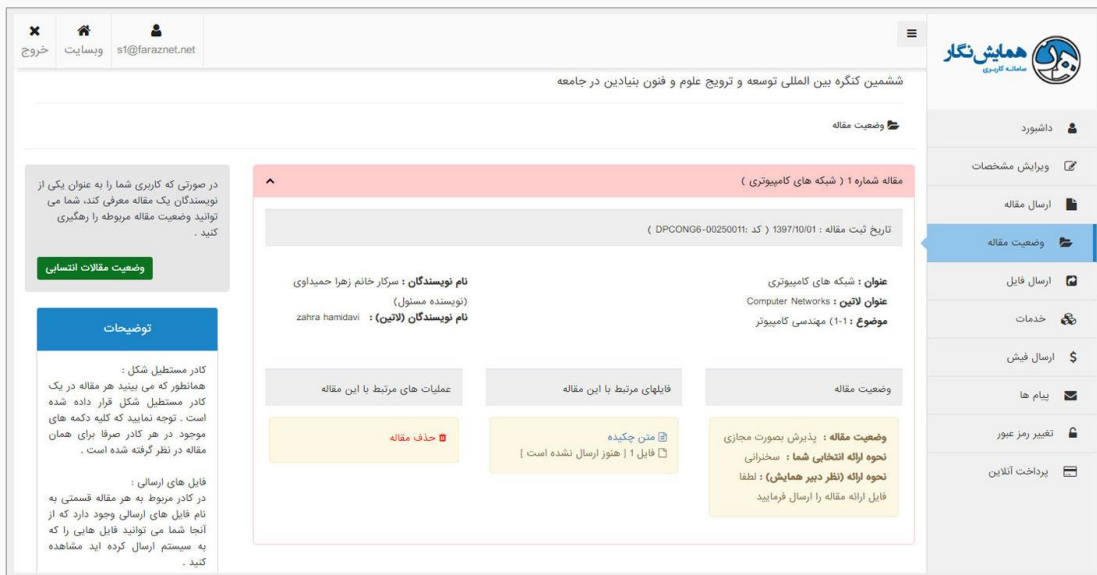 همایش نگار
سامانه کاربری
داشبورد
ویرایش مشخصات
ارسال مقاله
وضعیت مقاله
ارسال فایل
خدمات
ارسال فیش
پیام ها
تغییر رمز عبور
پرداخت آنلاین
s1@faraznet.net
وبسایت
خروج
ششمین کنگره بین المللی توسعه و ترویج علوم و فنون بنیادین در جامعه
وضعیت مقاله
مقاله شماره 1 ( شبکه های کامپیوتری )
تاریخ ثبت مقاله : 1397/10/01 ( کد :DPCONG6-00250011 )
عنوان : شبکه های کامپیوتری
عنوان لاتین : Computer Networks
موضوع : 1-1) مهندسی کامپیوتر
نام نویسندگان : سرکار خانم زهرا حمیداوی
(نویسنده مسئول)
نام نویسندگان (لاتین) : zahra hamidavi
وضعیت مقاله
وضعیت مقاله : پذیرش بصورت مجازی
نحوه ارائه انتخابی شما : سخنرانی
نحوه ارائه (نظر دبیر همایش) : لطفا
فایل ارائه مقاله را ارسال فرمایید
فایلهای مرتبط با این مقاله
متن چکیده
فایل 1 [ هنوز ارسال نشده است ]
عملیات های مرتبط با این مقاله
حذف مقاله
در صورتی که کاربری شما را به عنوان یکی از
نویسندگان یک مقاله معرفی کند، شما می
توانید وضعیت مقاله مربوطه را رهگیری
کنید .
وضعیت مقالات انتسابی
توضیحات
کادر مستطیل شکل :
همانطور که می بینید هر مقاله در یک
کادر مستطیل شکل قرار داده شده
است . توجه نمایید که کلیه دکمه های
موجود در هر کادر صرفا برای همان
مقاله در نظر گرفته شده است .
فایل های ارسالی :
در کادر مربوط به هر مقاله قسمتی به
نام فایل های ارسالی وجود دارد که از
آنجا شما می توانید فایل هایی را که
به سیستم ارسال کرده اید مشاهده
کنید .